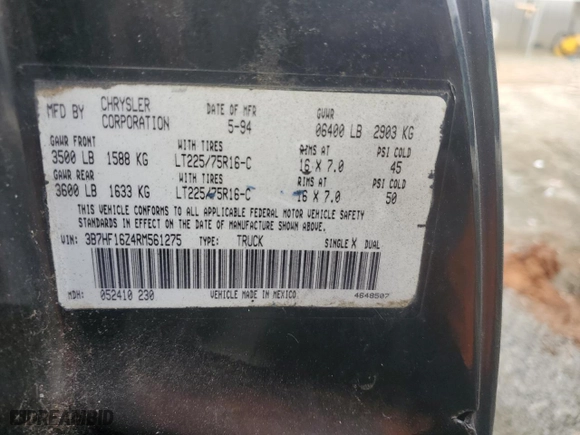 MFD BY CHRYSLER CORPORATION DATE OF MFR 5-94 GVWR 06400 LB 2903 KG
GAWR FRONT WITH TIRES RIMS AT PSI COLD
3500 LB 1588 KG LT225/75R16-C 16 X 7.0 45
GAWR REAR WITH TIRES RIMS AT PSI COLD
3600 LB 1633 KG LT225/75R16-C 16 X 7.0 50
THIS VEHICLE CONFORMS TO ALL APPLICABLE FEDERAL MOTOR VEHICLE SAFETY
STANDARDS IN EFFECT ON THE DATE OF MANUFACTURE SHOWN ABOVE.
VIN: 3B7HF16Z4RM561275 TYPE: TRUCK SINGLE X DUAL
MDH: 052410 230 VEHICLE MADE IN MEXICO. 4648507
DREAMBID